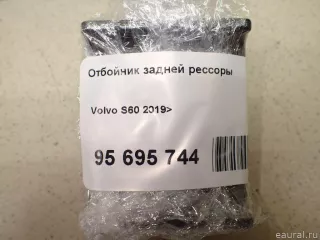 Отбойник задней рессоры
Volvo S60 2019>
95 695 744
eaural.ru